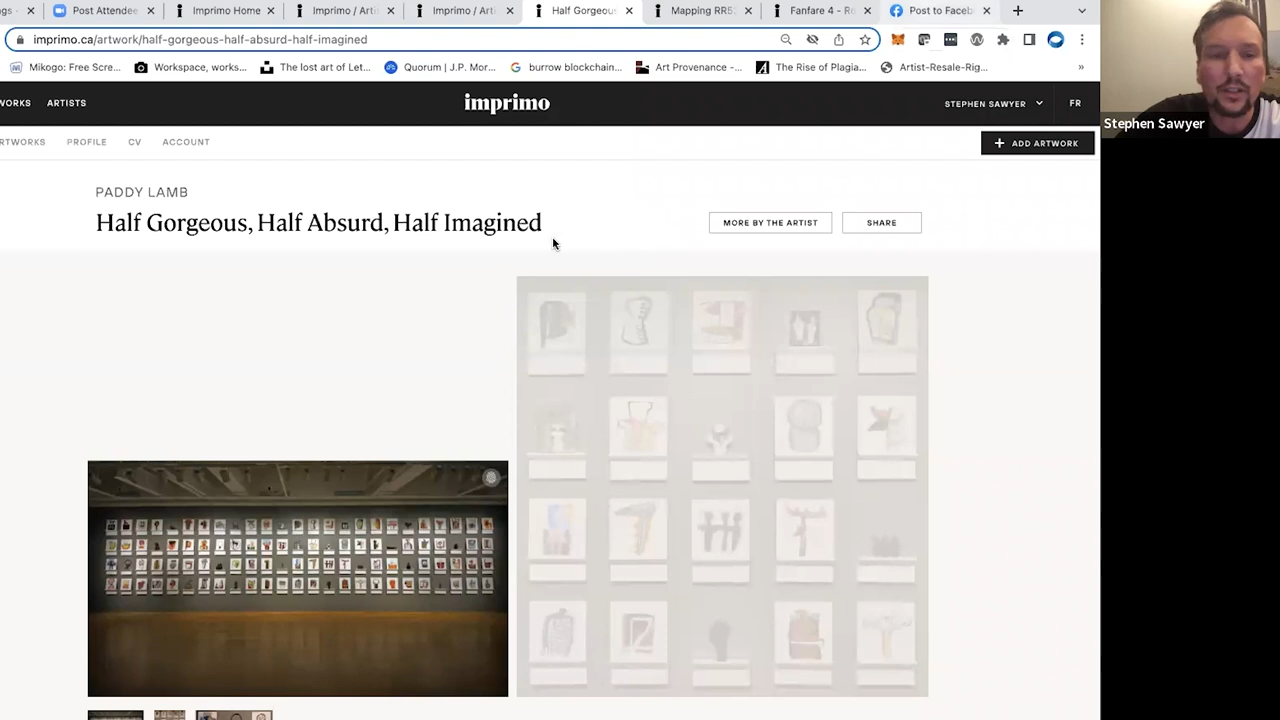 gs -
Post Attendee
Imprimo Home
Imprimo / Arti
Imprimo / Arti
Half Gorgeous
Mapping RR5
Fanfare 4 - R
Post to Faceb
imprimo.ca/artwork/half-gorgeous-half-absurd-half-imagined
Mikogo: Free Scre...
Workspace, works...
The lost art of Let...
Quorum | J.P. Mor...
burrow blockchain...
Art Provenance -...
The Rise of Plagia...
Artist-Resale-Rig...
»
WORKS
ARTISTS
imprimo
STEPHEN SAWYER
FR
RTWORKS
PROFILE
CV
ACCOUNT
+ ADD ARTWORK
PADDY LAMB
Half Gorgeous, Half Absurd, Half Imagined
MORE BY THE ARTIST
SHARE
Stephen Sawyer